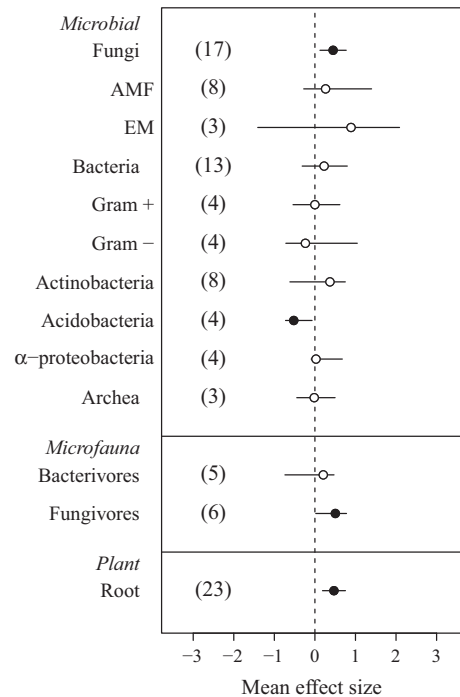 Microbial
Fungi (17)
AMF (8)
EM (3)
Bacteria (13)
Gram + (4)
Gram − (4)
Actinobacteria (8)
Acidobacteria (4)
α−proteobacteria (4)
Archea (3)
Microfauna
Bacterivores (5)
Fungivores (6)
Plant
Root (23)
−3 −2 −1 0 1 2 3
Mean effect size